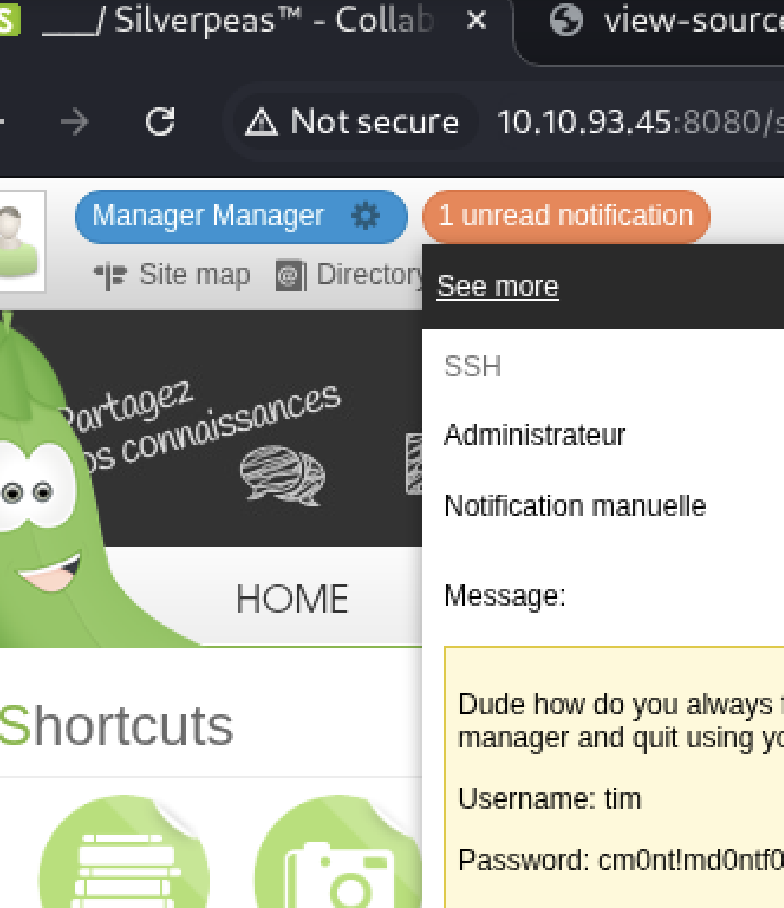 S ___/ Silverpeas™ - Collab
view-source
Not secure 10.10.93.45:8080/s
Manager Manager
1 unread notification
Site map
Directory
See more
SSH
Administrateur
Partagez
os connaissances
Notification manuelle
HOME
Message:
Shortcuts
Dude how do you always
manager and quit using yo
Username: tim
Password: cm0nt!md0ntf0